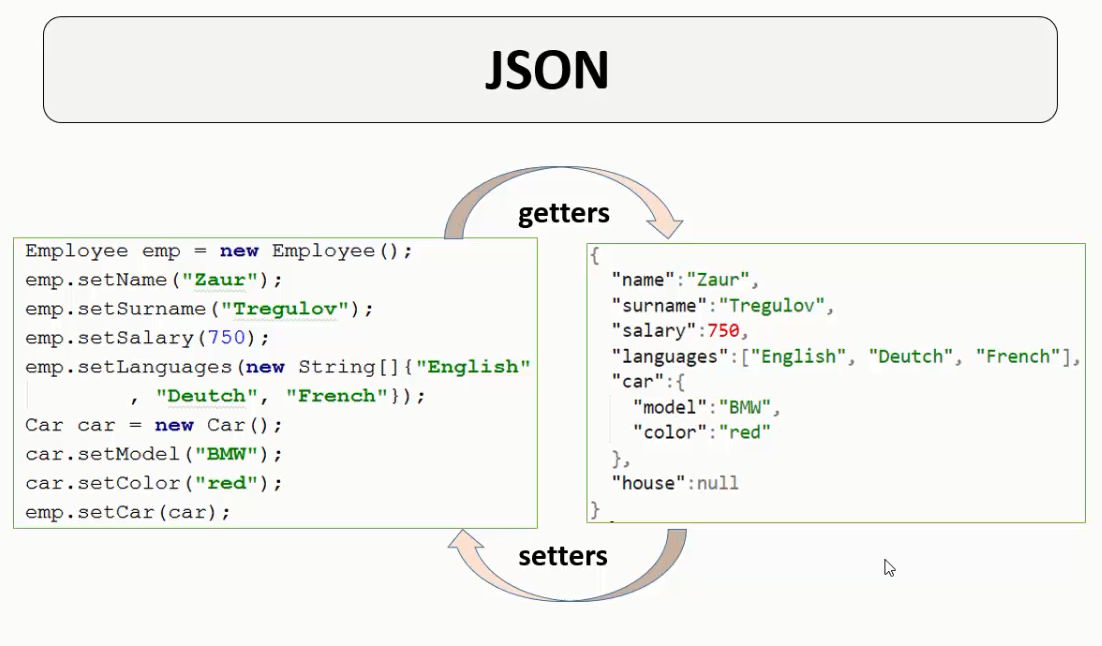 JSON
getters
Employee emp = new Employee();
emp.setName("Zaur");
emp.setSurname("Tregulov");
emp.setSalary(750);
emp.setLanguages(new String[]{"English"
, "Deutch", "French"});
Car car = new Car();
car.setModel("BMW");
car.setColor("red");
emp.setCar(car);
{
"name":"Zaur",
"surname":"Tregulov",
"salary":750,
"languages":["English", "Deutch", "French"],
"car":{
"model":"BMW",
"color":"red"
},
"house":null
}
setters